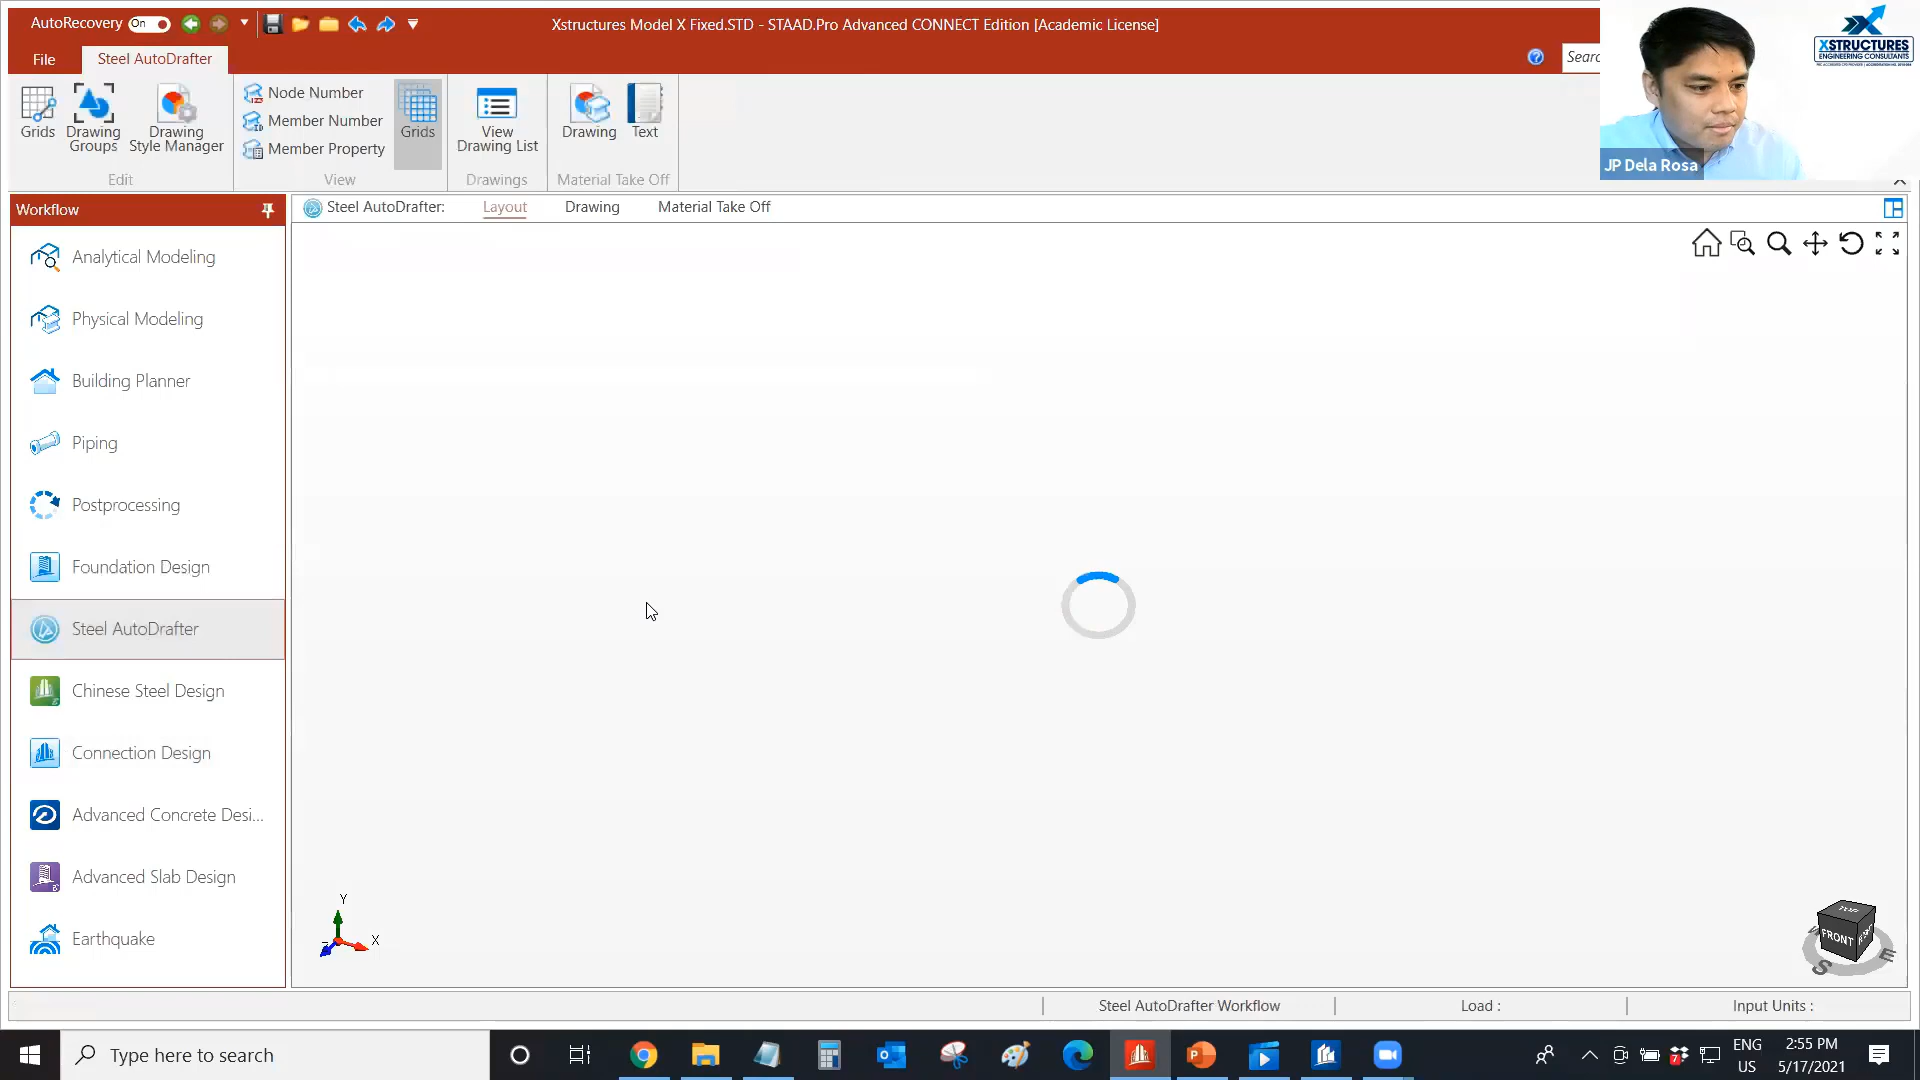 AutoRecovery On
Xstructures Model X Fixed.STD - STAAD.Pro Advanced CONNECT Edition [Academic License]
XSTRUCTURES
ENGINEERING CONSULTANTS
File
Steel AutoDrafter
Searc
Grids
Drawing
Groups
Drawing
Style Manager
Edit
Node Number
Member Number
Member Property
Grids
View
View
Drawing List
Drawings
Drawing
Text
Material Take Off
JP Dela Rosa
Workflow
Steel AutoDrafter:
Layout
Drawing
Material Take Off
Analytical Modeling
Physical Modeling
Building Planner
Piping
Postprocessing
Foundation Design
Steel AutoDrafter
Chinese Steel Design
Connection Design
Advanced Concrete Desi...
Advanced Slab Design
Earthquake
Y
X
Z
TOP
FRONT
S
E
Steel AutoDrafter Workflow
Load :
Input Units :
Type here to search
ENG
US
2:55 PM
5/17/2021